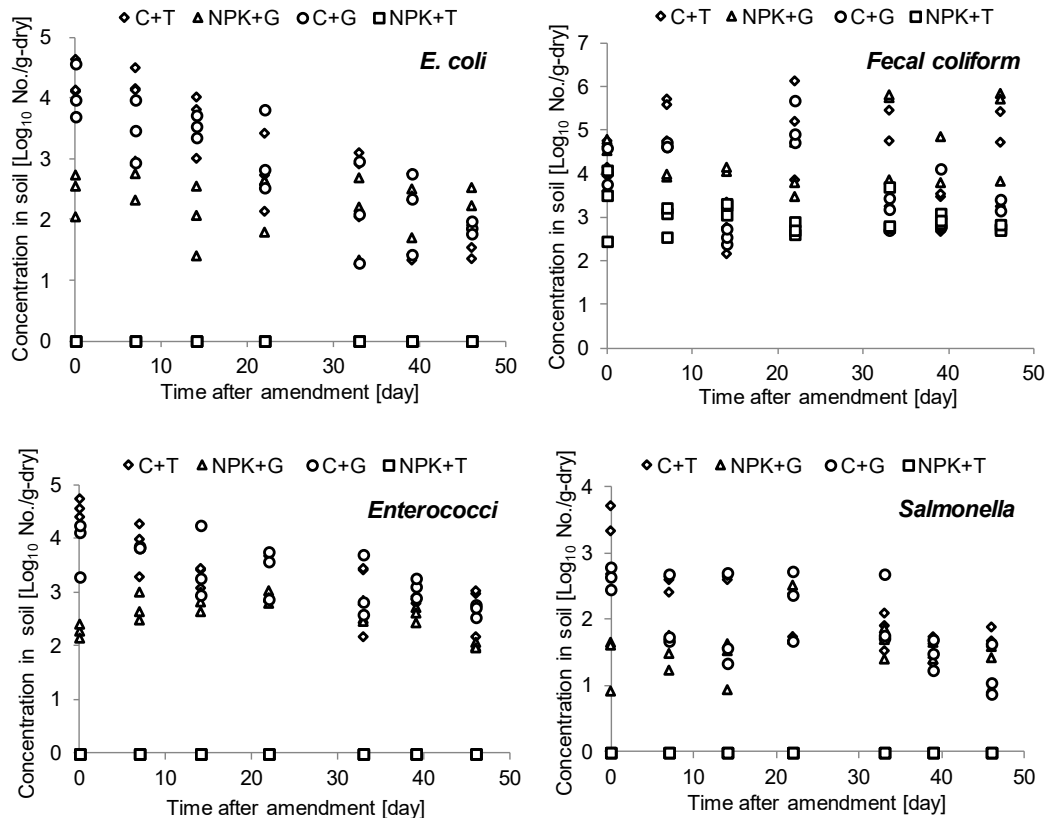 ◇ C+T △ NPK+G ○ C+G □ NPK+T
E. coli
Concentration in soil [Log₁₀ No./g-dry]
5
4
3
2
1
0
0 10 20 30 40 50
Time after amendment [day]
◇ C+T △ NPK+G ○ C+G □ NPK+T
Fecal coliform
Concentration in soil [Log₁₀ No./g-dry]
7
6
5
4
3
2
1
0
0 10 20 30 40 50
Time after amendment [day]
◇ C+T △ NPK+G ○ C+G □ NPK+T
Enterococci
Concentration in soil [Log₁₀ No./g-dry]
5
4
3
2
1
0
0 10 20 30 40 50
Time after amendment [day]
◇ C+T △ NPK+G ○ C+G □ NPK+T
Salmonella
Concentration in soil [Log₁₀ No./g-dry]
4
3
2
1
0
0 10 20 30 40 50
Time after amendment [day]